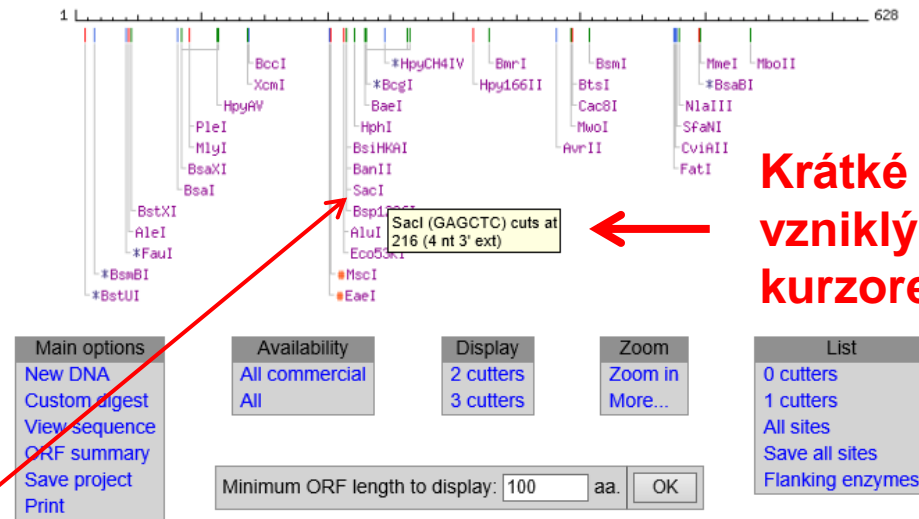 1 628
BccI *HpyCH4IV BmrI BsmI MmeI MboII
XcmI *BcgI Hpy166II BtsI *BsaBI
HpyAV BaeI Cac8I NlaIII
PleI HphI MwoI SfaNI
MlyI BsiHKAI AvrII CviAII
BsaXI BanII FatI
BsaI SacI
BstXI
AleI AluI
*FauI
*BsmBI MscI
*BstUI EaeI
SacI (GAGCTC) cuts at
216 (4 nt 3' ext)
Krátké
vzniklý
kurzore
Main options
New DNA
Custom digest
View sequence
ORF summary
Save project
Print
Availability
All commercial
All
Display
2 cutters
3 cutters
Zoom
Zoom in
More...
List
0 cutters
1 cutters
All sites
Save all sites
Flanking enzymes
Minimum ORF length to display: 100 aa. OK